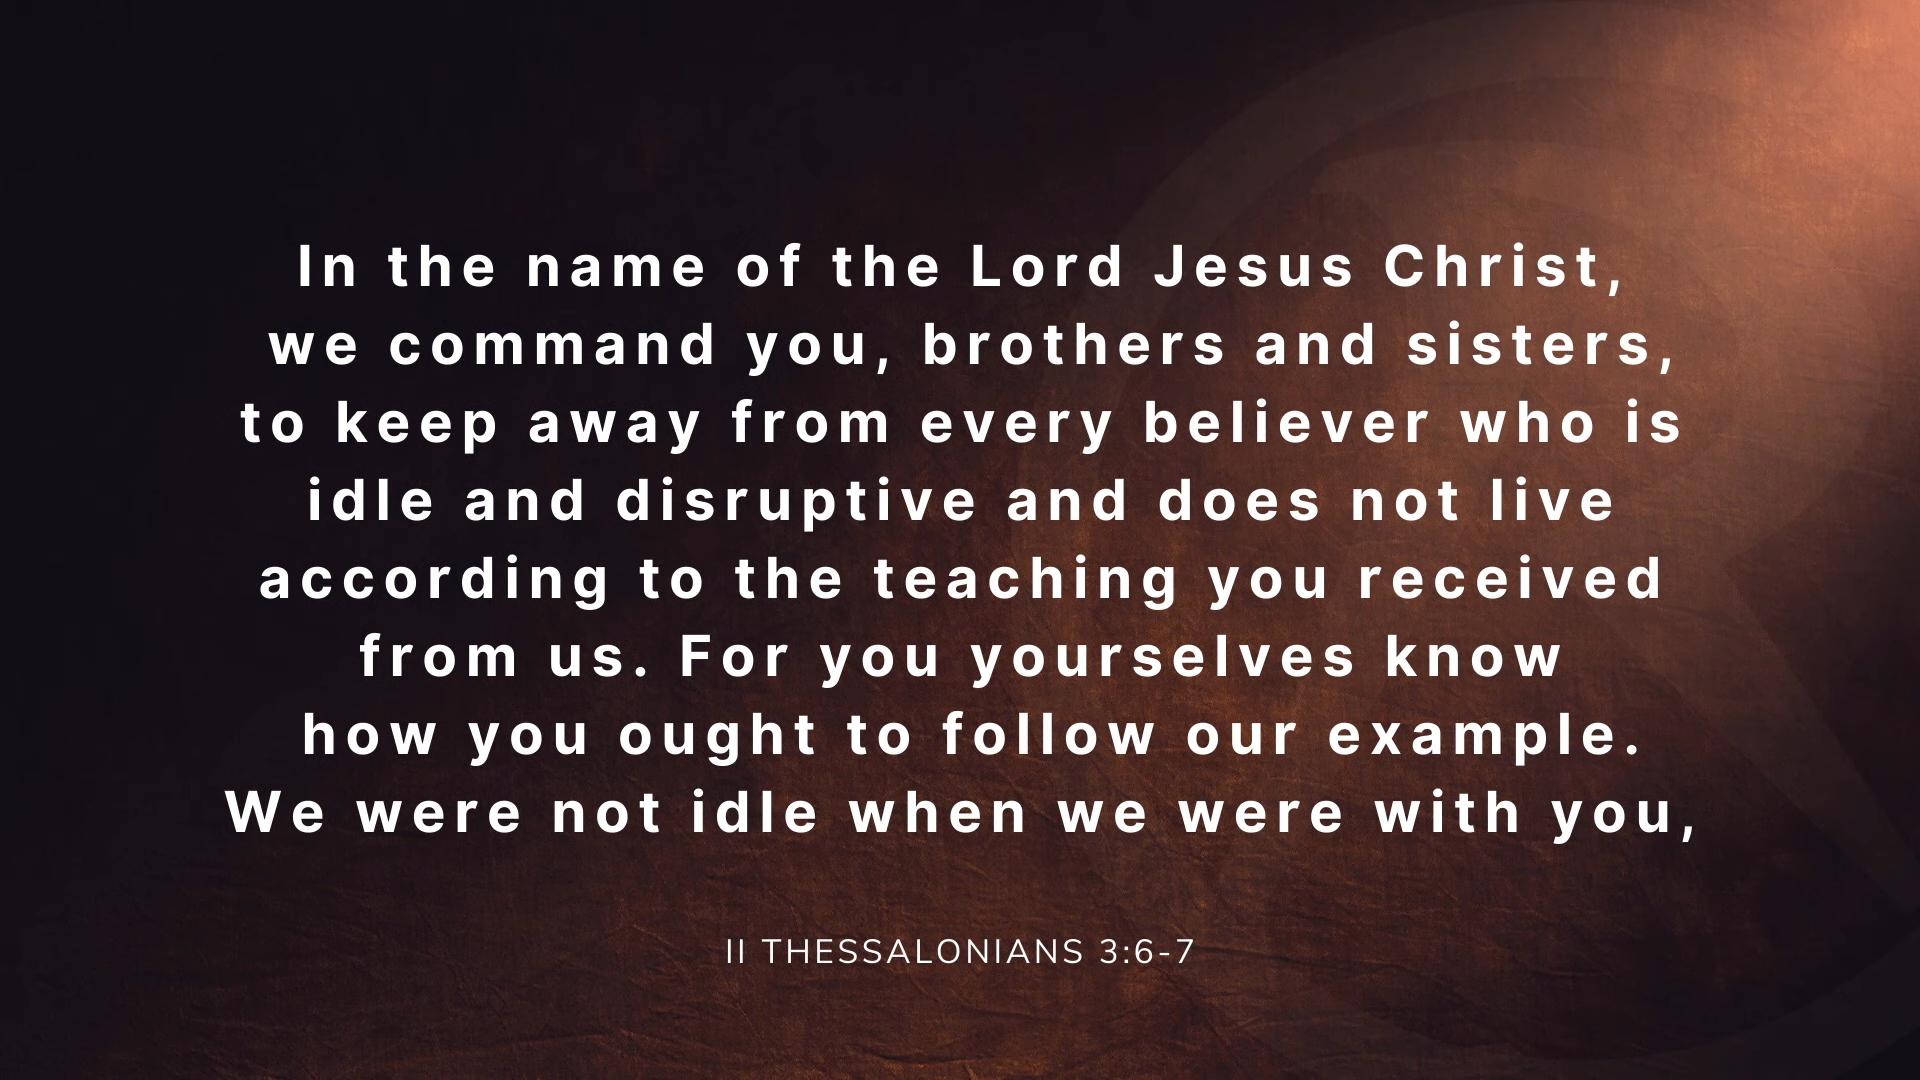 In the name of the Lord Jesus Christ,
we command you, brothers and sisters,
to keep away from every believer who is
idle and disruptive and does not live
according to the teaching you received
from us. For you yourselves know
how you ought to follow our example.
We were not idle when we were with you,
II THESSALONIANS 3:6-7